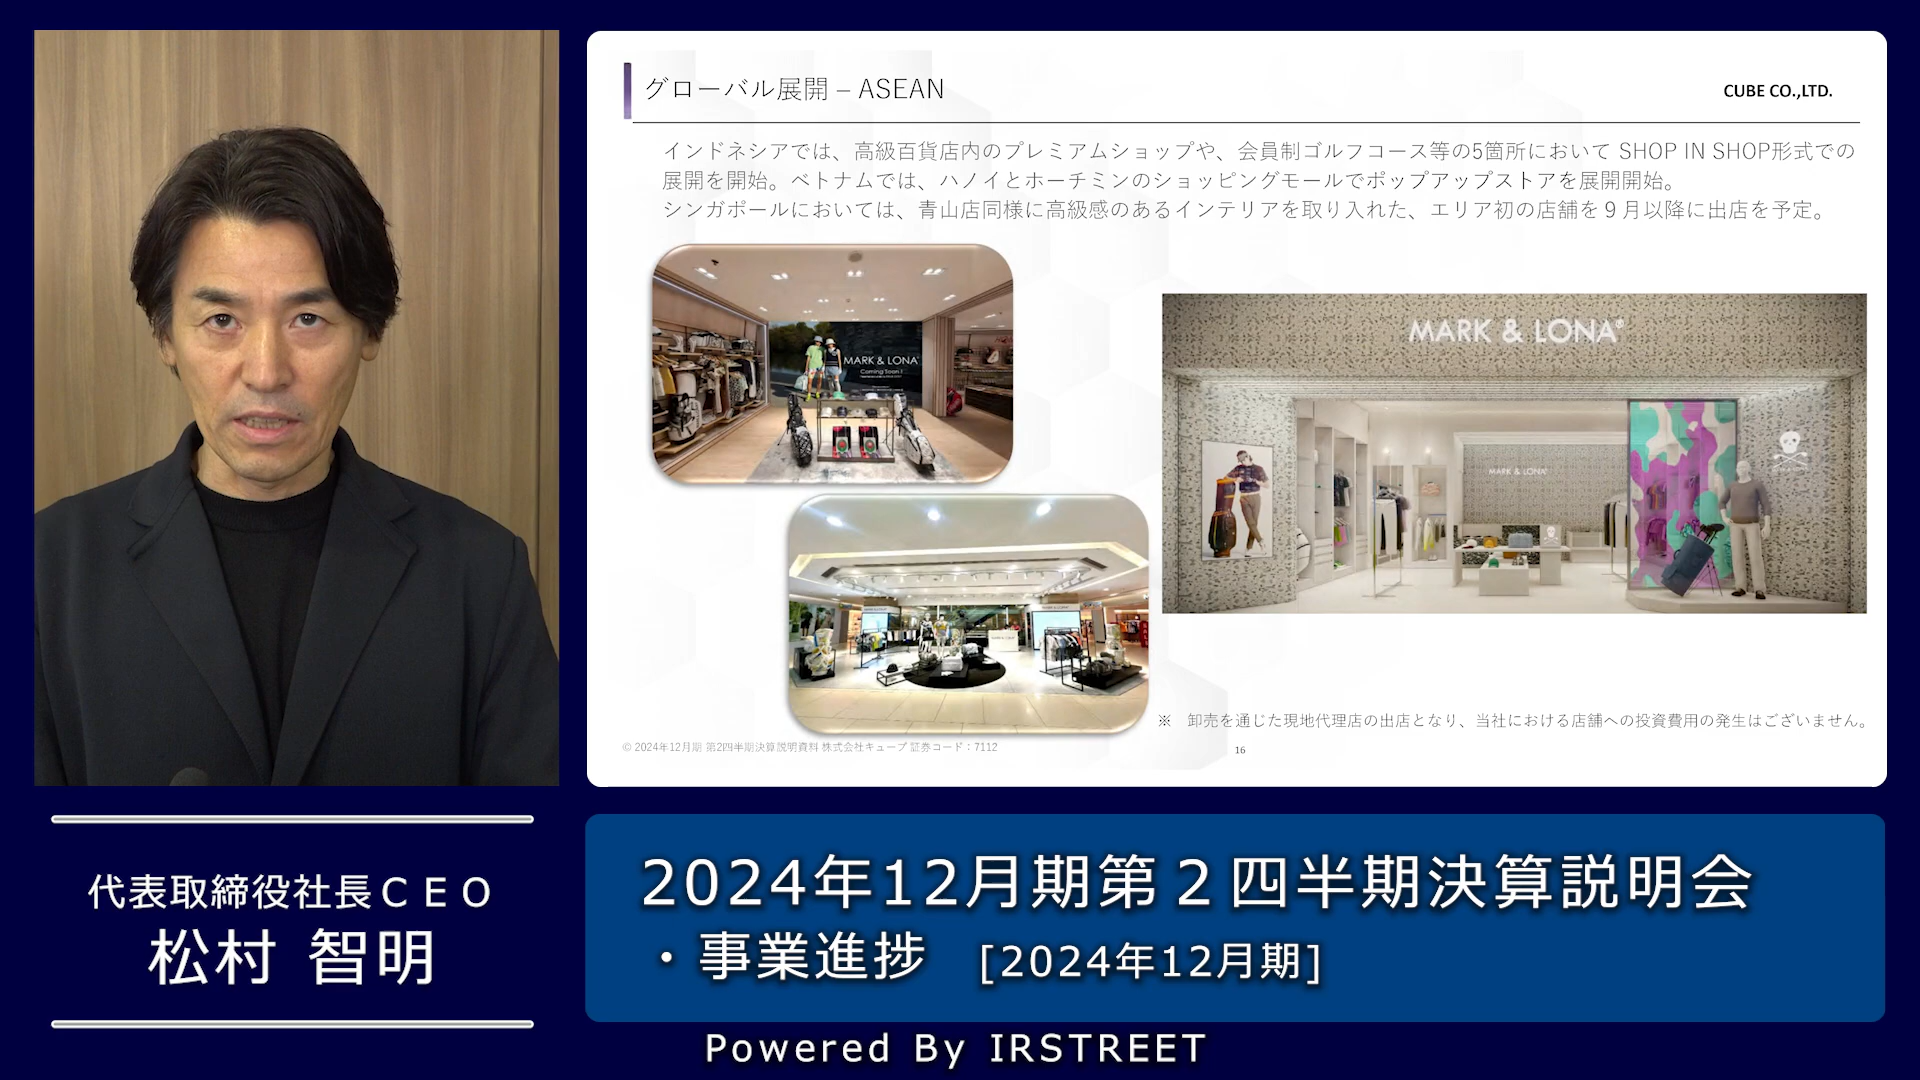 グローバル展開 – ASEAN
CUBE CO.,LTD.
インドネシアでは、高級百貨店内のプレミアムショップや、会員制ゴルフコース等の5箇所において SHOP IN SHOP形式での
展開を開始。ベトナムでは、ハノイとホーチミンのショッピングモールでポップアップストアを展開開始。
シンガポールにおいては、青山店同様に高級感のあるインテリアを取り入れた、エリア初の店舗を９月以降に出店を予定。
MARK & LONA
Coming Soon !
MARK & LONA®
MARK & LONA
※　卸売を通じた現地代理店の出店となり、当社における店舗への投資費用の発生はございません。
© 2024年12月期 第2四半期決算説明資料 株式会社キューブ 証券コード：7112
16
代表取締役社長ＣＥＯ
松村 智明
2024年12月期第２四半期決算説明会
・事業進捗　[2024年12月期]
Powered By IRSTREET